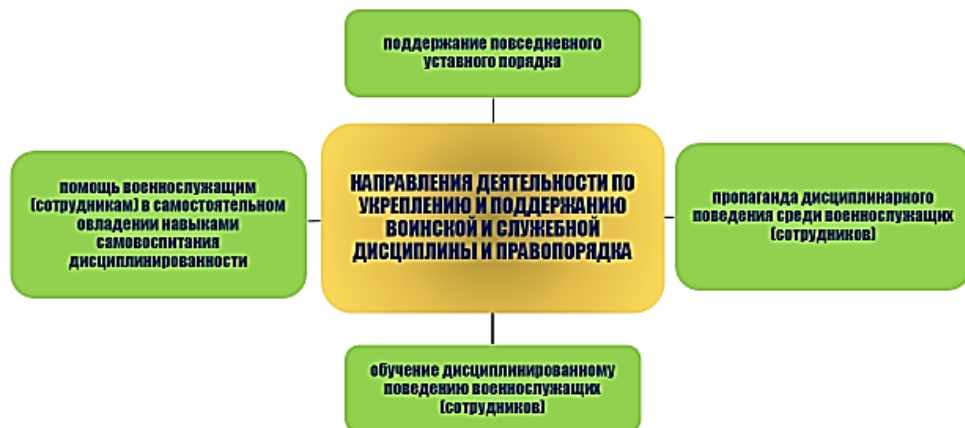 поддержание повседневного
уставного порядка
помощь военнослужащим
(сотрудникам) в самостоятельном
овладении навыками
самовоспитания
дисциплинированности
НАПРАВЛЕНИЯ ДЕЯТЕЛЬНОСТИ ПО
УКРЕПЛЕНИЮ И ПОДДЕРЖАНИЮ
ВОИНСКОЙ И СЛУЖЕБНОЙ
ДИСЦИПЛИНЫ И ПРАВОПОРЯДКА
пропаганда дисциплинарного
поведения среди военнослужащих
(сотрудников)
обучение дисциплинированному
поведению военнослужащих
(сотрудников)